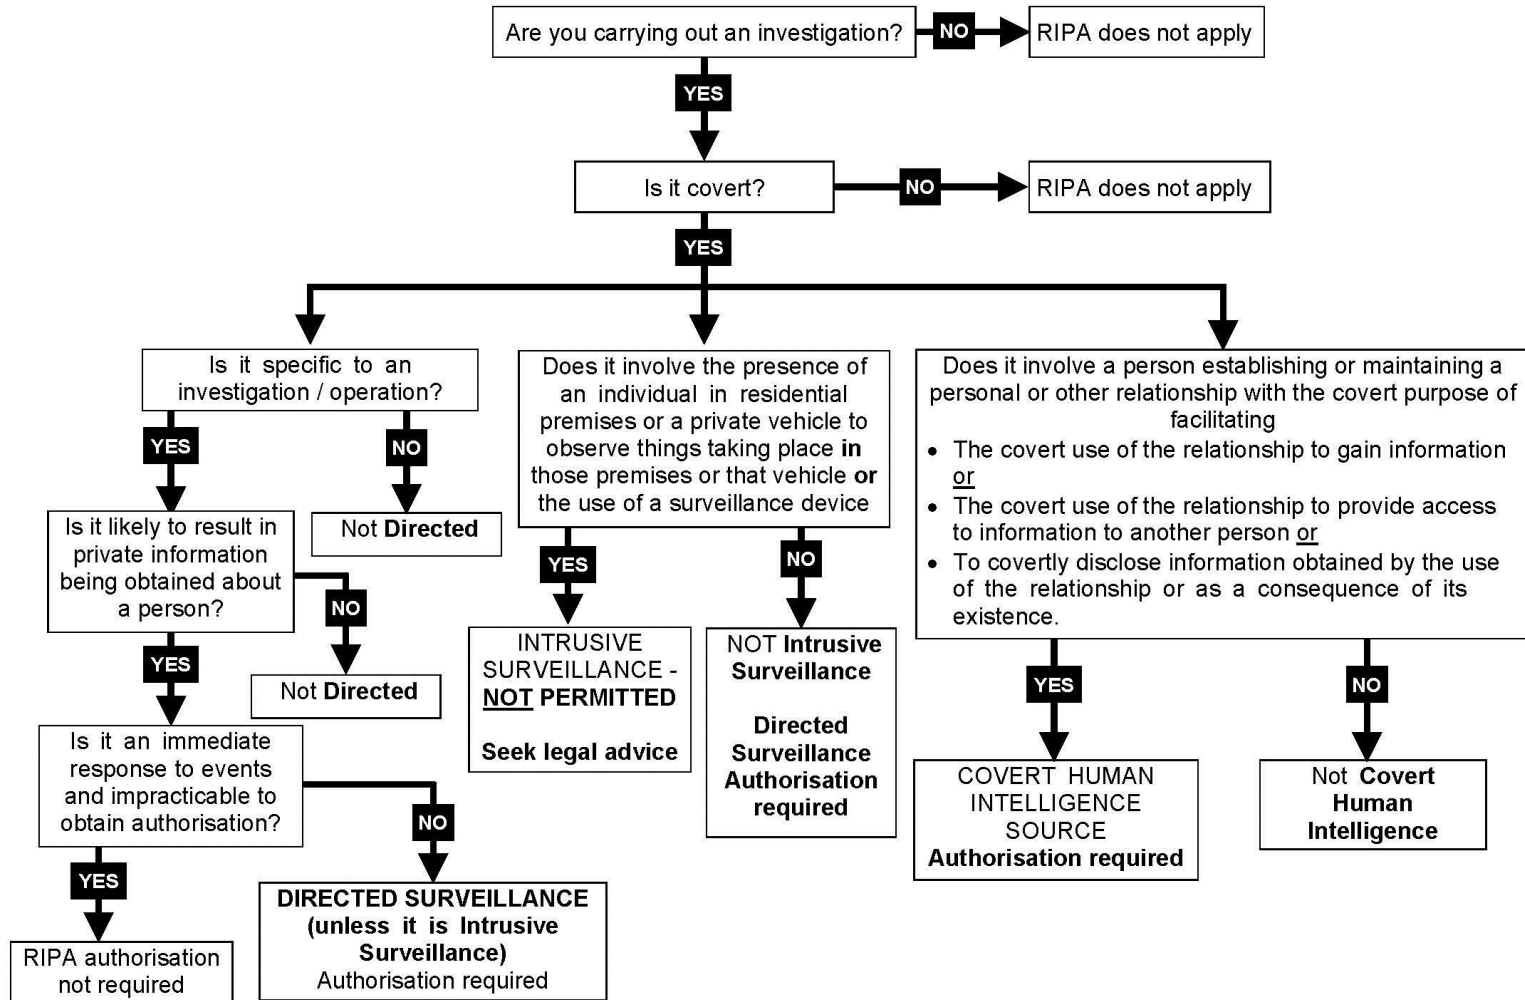 Are you carrying out an investigation?
NO
RIPA does not apply
YES
Is it covert?
NO
RIPA does not apply
YES
Is it specific to an
investigation / operation?
YES
NO
Not Directed
Is it likely to result in
private information
being obtained about
a person?
NO
Not Directed
YES
Is it an immediate
response to events
and impracticable to
obtain authorisation?
YES
RIPA authorisation
not required
NO
DIRECTED SURVEILLANCE
(unless it is Intrusive
Surveillance)
Authorisation required
Does it involve the presence of
an individual in residential
premises or a private vehicle to
observe things taking place in
those premises or that vehicle or
the use of a surveillance device
YES
INTRUSIVE
SURVEILLANCE -
NOT PERMITTED
Seek legal advice
NO
NOT Intrusive
Surveillance
Directed
Surveillance
Authorisation
required
Does it involve a person establishing or maintaining a
personal or other relationship with the covert purpose of
facilitating
• The covert use of the relationship to gain information
or
• The covert use of the relationship to provide access
to information to another person or
• To covertly disclose information obtained by the use
of the relationship or as a consequence of its
existence.
YES
COVERT HUMAN
INTELLIGENCE
SOURCE
Authorisation required
NO
Not Covert
Human
Intelligence